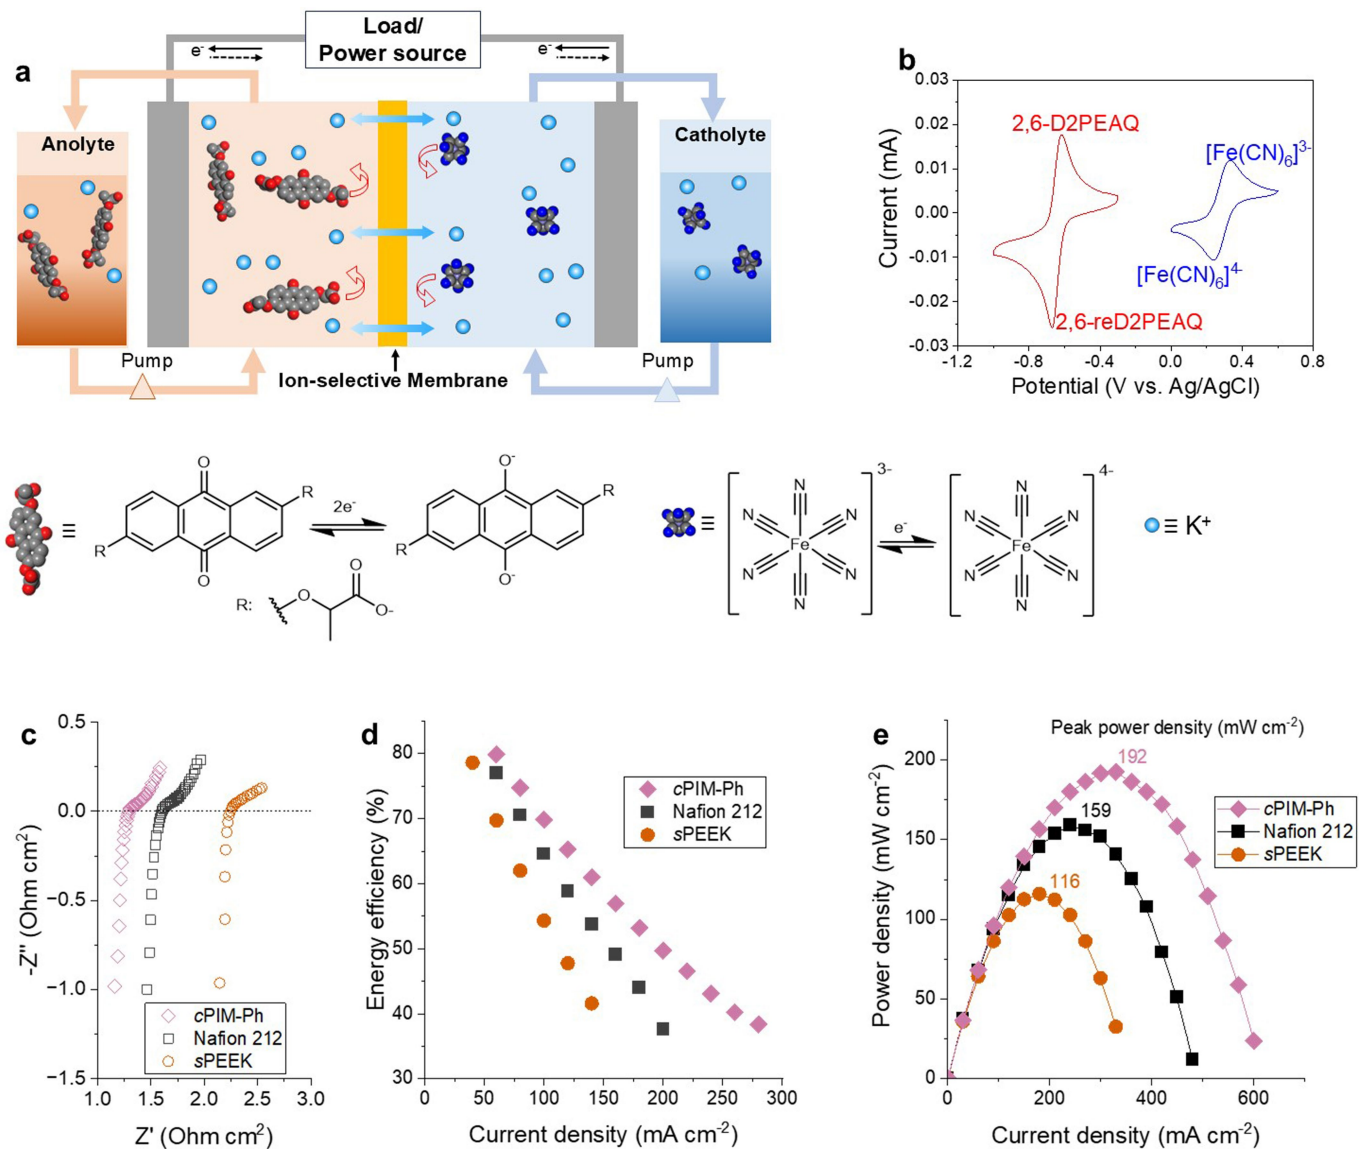 a
Load/
Power source
e-
e-
Anolyte
Catholyte
Pump
Pump
Ion-selective Membrane
b
0.03
0.02
0.01
0.00
-0.01
-0.02
-0.03
Current (mA)
2,6-D2PEAQ
[Fe(CN)6]3-
[Fe(CN)6]4-
2,6-reD2PEAQ
-1.2
-0.8
-0.4
0.0
0.4
0.8
Potential (V vs. Ag/AgCl)
≡
O
O
R
R
2e-
O-
O-
R
R
R:
O
O
O-
≡
3-
N
N
N
Fe
N
N
N
e-
4-
N
N
N
Fe
N
N
N
≡ K+
c
0.5
0.0
-0.5
-1.0
-1.5
-Z" (Ohm cm2)
cPIM-Ph
Nafion 212
sPEEK
1.0
1.5
2.0
2.5
3.0
Z' (Ohm cm2)
d
80
70
60
50
40
30
Energy efficiency (%)
cPIM-Ph
Nafion 212
sPEEK
0
50
100
150
200
250
300
Current density (mA cm-2)
e
Peak power density (mW cm-2)
200
150
100
50
0
Power density (mW cm-2)
192
159
116
cPIM-Ph
Nafion 212
sPEEK
0
200
400
600
Current density (mA cm-2)